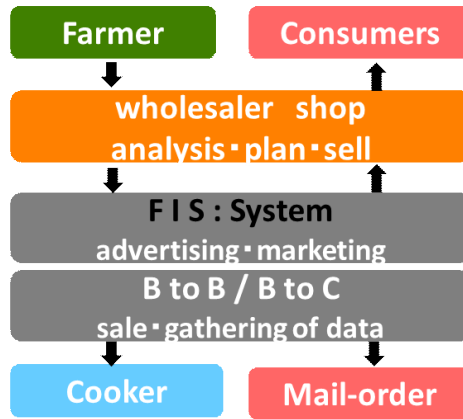 Farmer
Consumers
wholesaler shop
analysis・plan・sell
F I S : System
advertising・marketing
B to B / B to C
sale・gathering of data
Cooker
Mail-order